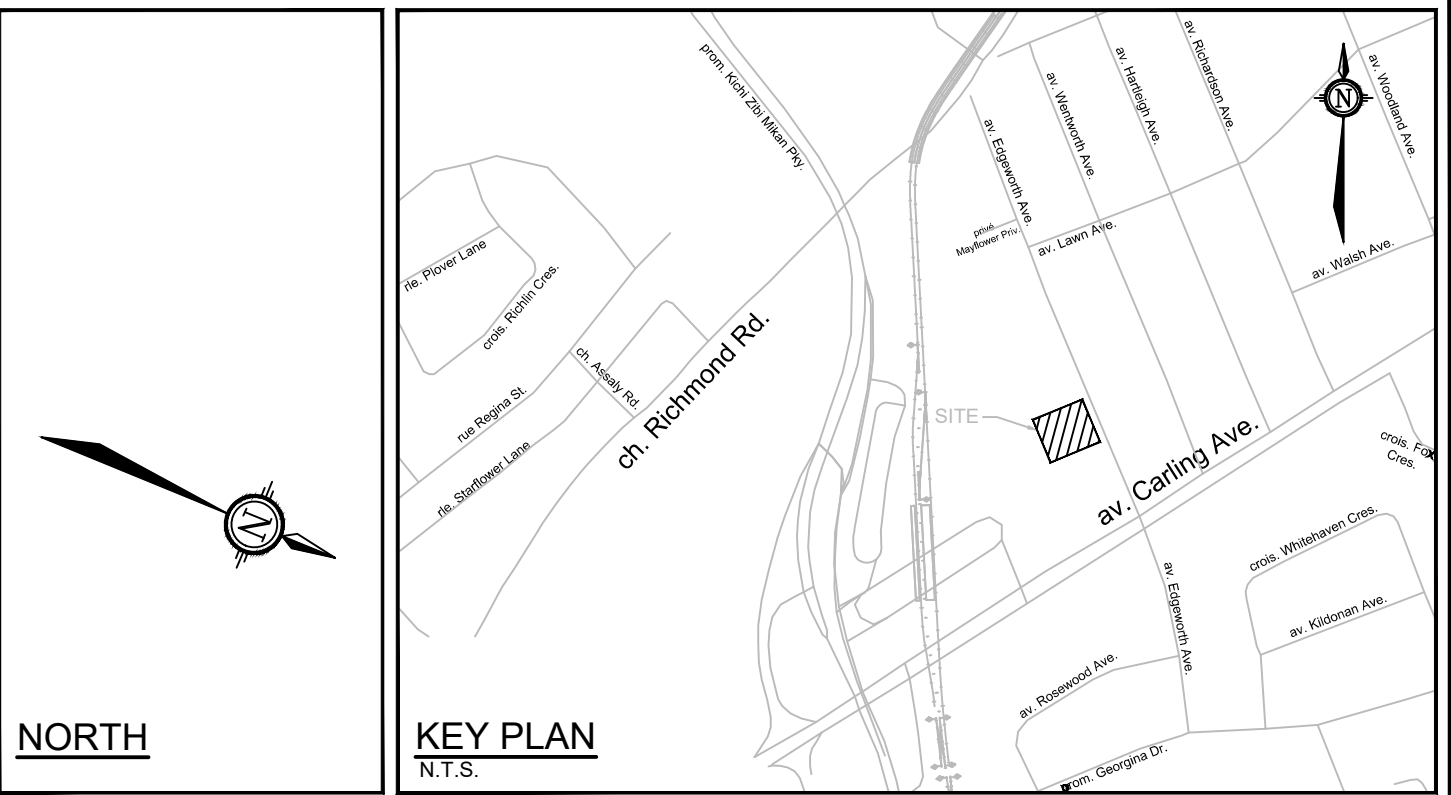 N
NORTH
prom. Kichi Zibi Mikan Pky.
av. Edgeworth Ave.
av. Wentworth Ave.
av. Hartleigh Ave.
av. Richardson Ave.
av. Woodland Ave.
N
privé
Mayflower Priv.
av. Lawn Ave.
av. Walsh Ave.
rle. Plover Lane
crois. Richlin Cres.
ch. Assaly Rd.
ch. Richmond Rd.
rue Regina St.
rle. Starflower Lane
SITE
av. Carling Ave.
crois. Fox
Cres.
crois. Whitehaven Cres.
av. Edgeworth Ave.
av. Kildonan Ave.
av. Rosewood Ave.
prom. Georgina Dr.
KEY PLAN
N.T.S.